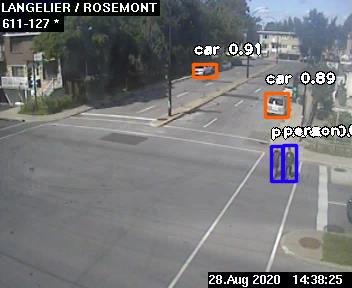 LANGELIER / ROSEMONT
611-127 *
car 0.91
car 0.89
28.Aug 2020 14:38:25